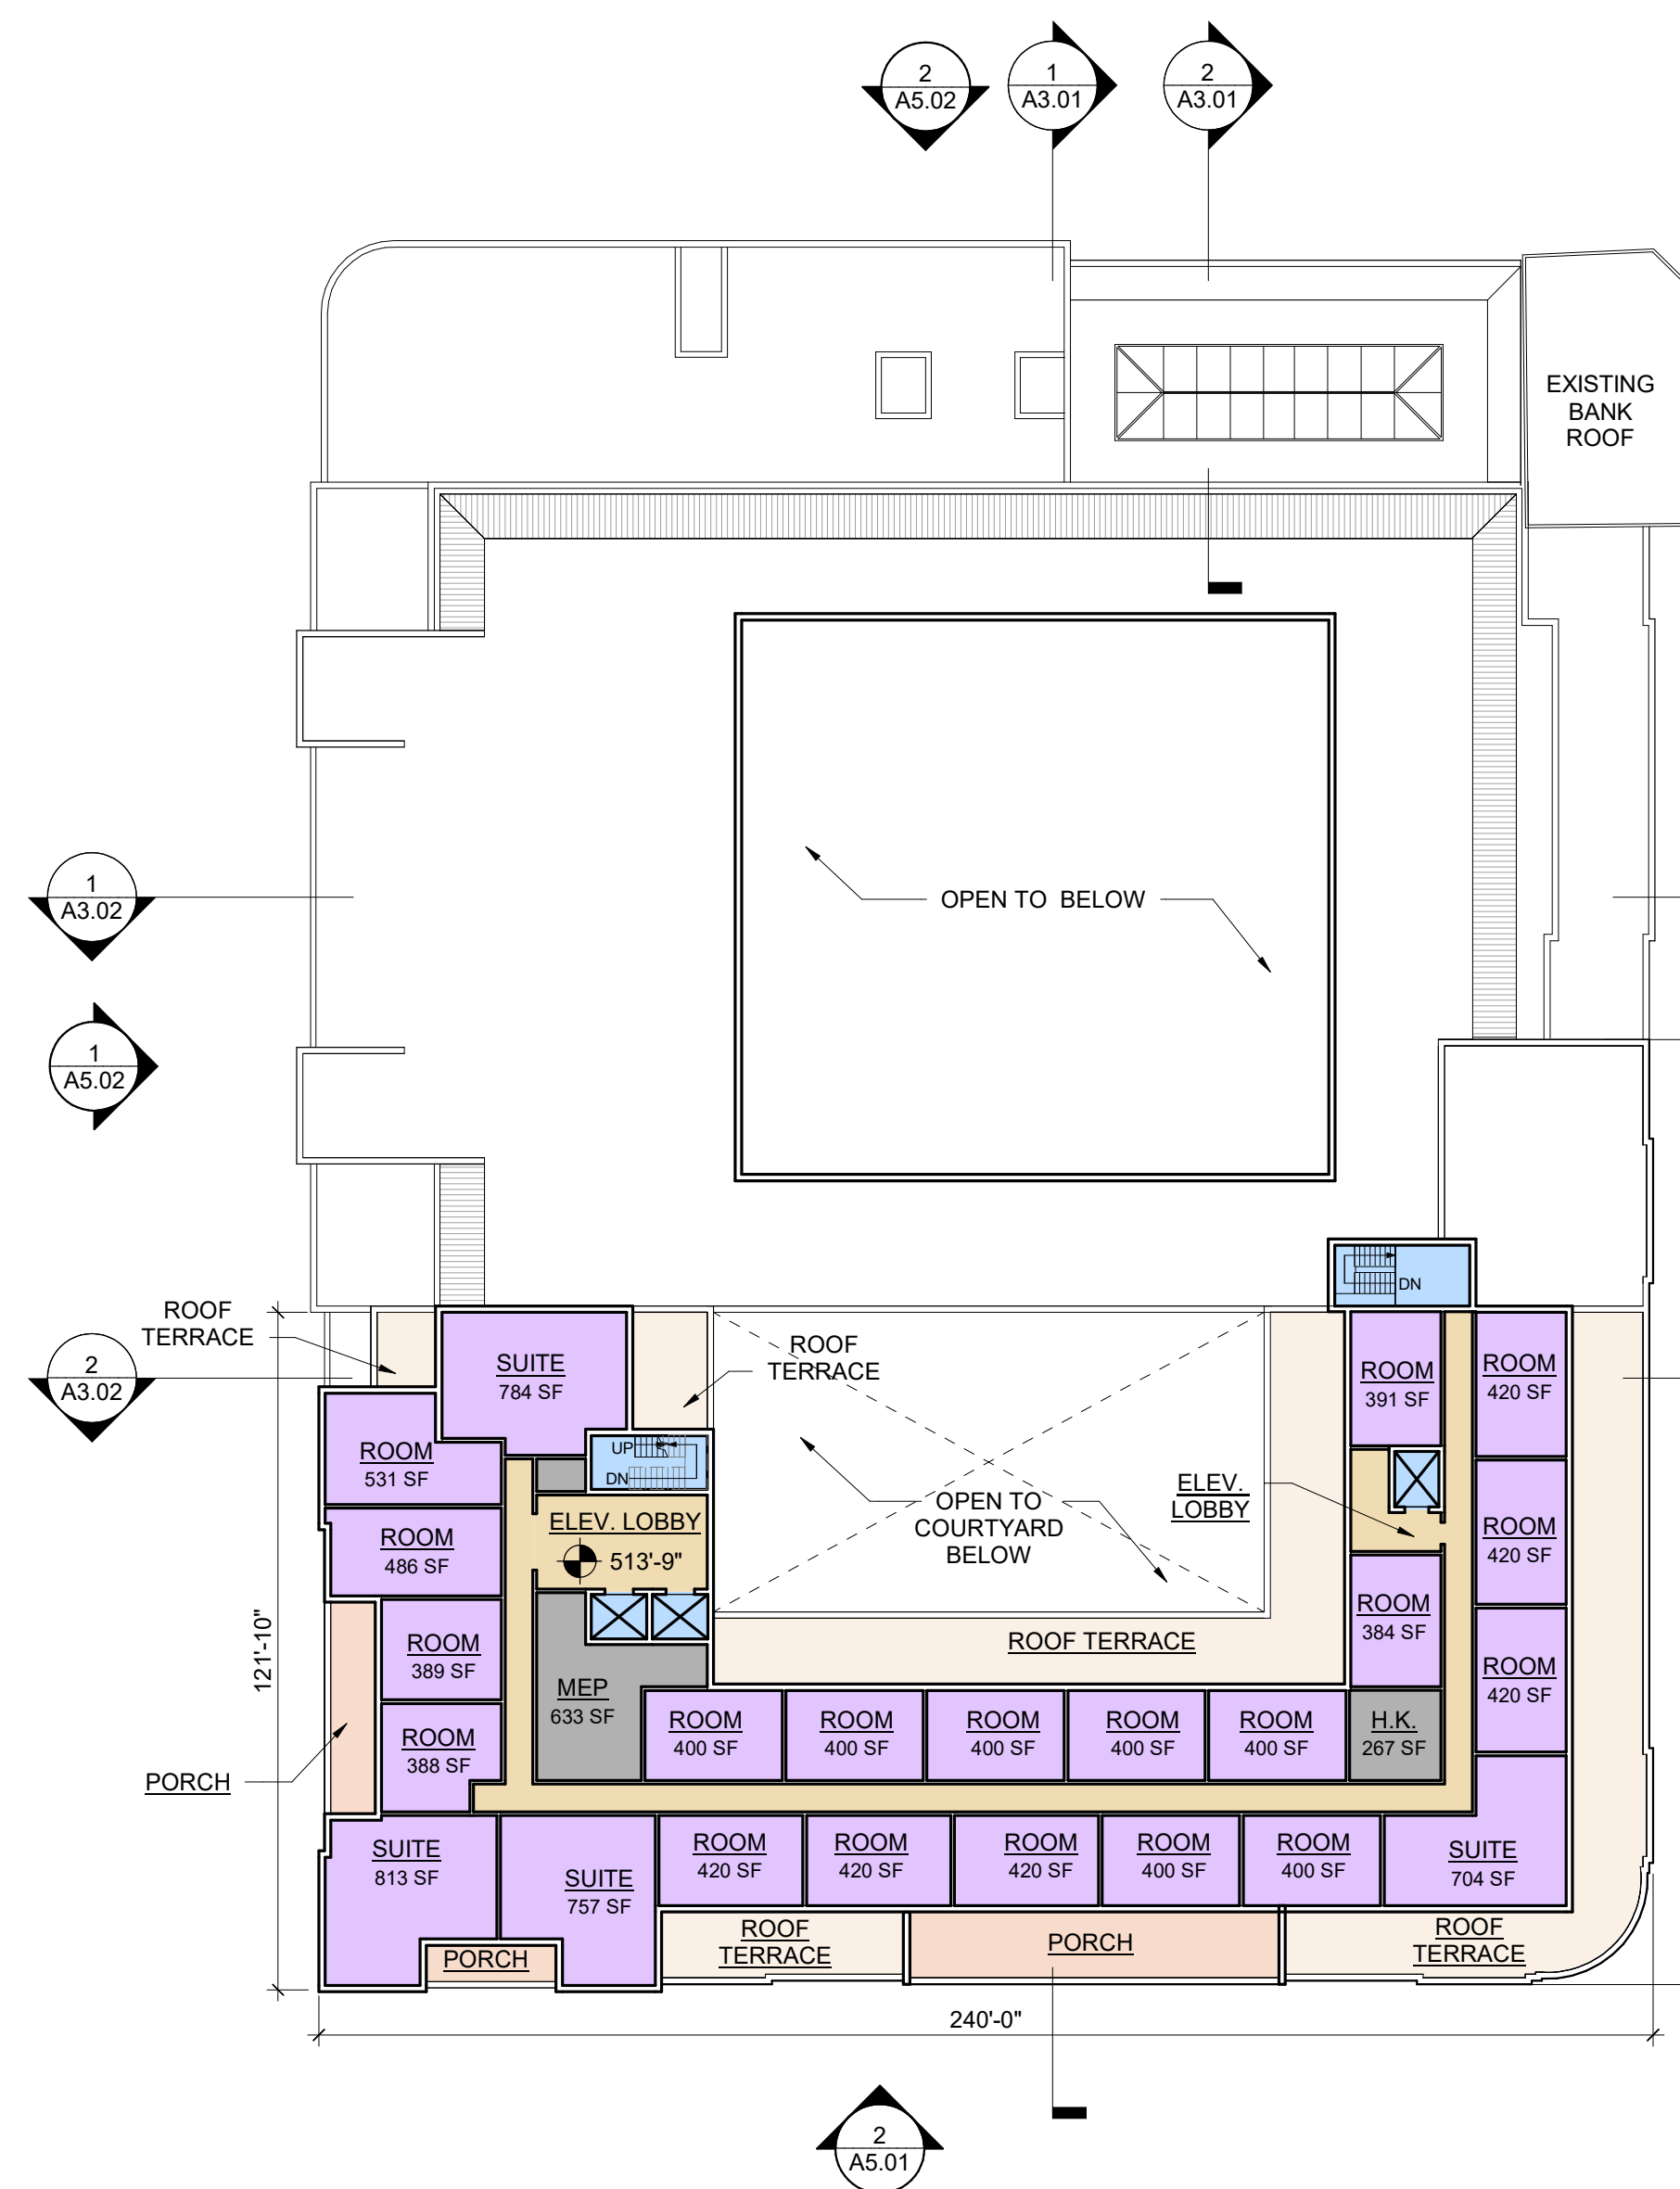 2
A5.02
1
A3.01
2
A3.01
EXISTING
BANK
ROOF
OPEN TO BELOW
1
A3.02
1
A5.02
DN
ROOF
TERRACE
2
A3.02
SUITE
784 SF
ROOF
TERRACE
ROOM
391 SF
ROOM
420 SF
ROOM
531 SF
UP
DN
ELEV.
LOBBY
OPEN TO
COURTYARD
BELOW
ROOM
486 SF
ELEV. LOBBY
513'-9"
ROOM
420 SF
ROOM
384 SF
ROOM
389 SF
ROOF TERRACE
ROOM
420 SF
121'-10"
MEP
633 SF
ROOM
388 SF
ROOM
400 SF
ROOM
400 SF
ROOM
400 SF
ROOM
400 SF
ROOM
400 SF
H.K.
267 SF
PORCH
SUITE
813 SF
SUITE
757 SF
ROOM
420 SF
ROOM
420 SF
ROOM
420 SF
ROOM
400 SF
ROOM
400 SF
SUITE
704 SF
PORCH
ROOF
TERRACE
PORCH
ROOF
TERRACE
240'-0"
2
A5.01